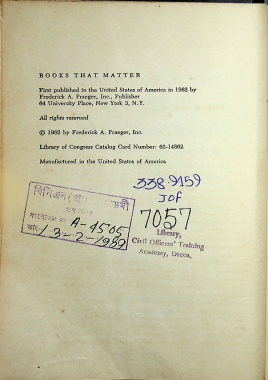 BOOKS THAT MATTER
First published in the United States of America in 1962 by
Frederick A. Praeger, Inc., Publisher
64 University Place, New York 3, N.Y.
All rights reserved
© 1962 by Frederick A. Praeger, Inc.
Library of Congress Catalog Card Number: 62-14862
Manufactured in the United States of America
338.9159
JOf
7057
Library,
Civil Officers' Training
Academy, Dacca.
A-4505